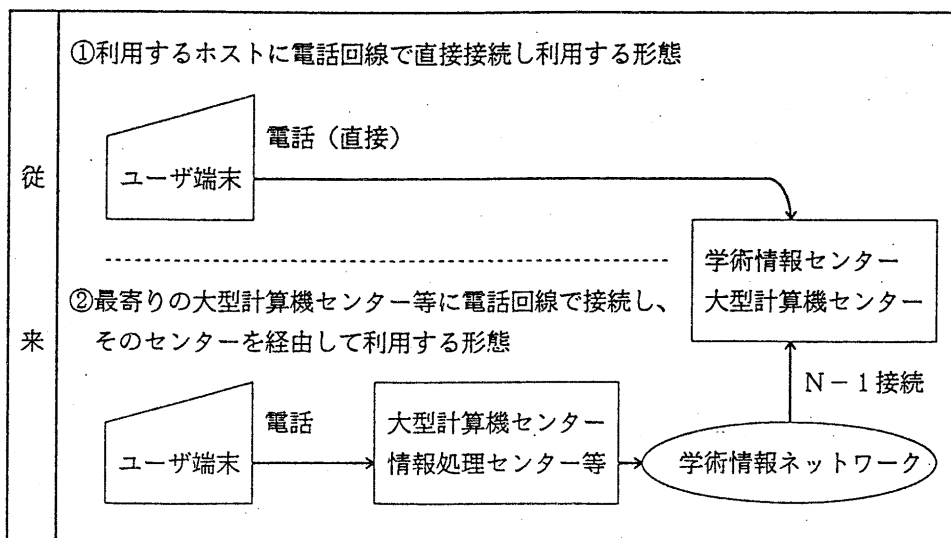 従
来
①利用するホストに電話回線で直接接続し利用する形態
電話（直接）
ユーザ端末
学術情報センター
大型計算機センター
②最寄りの大型計算機センター等に電話回線で接続し、
そのセンターを経由して利用する形態
N－1接続
電話
ユーザ端末
大型計算機センター
情報処理センター等
学術情報ネットワーク